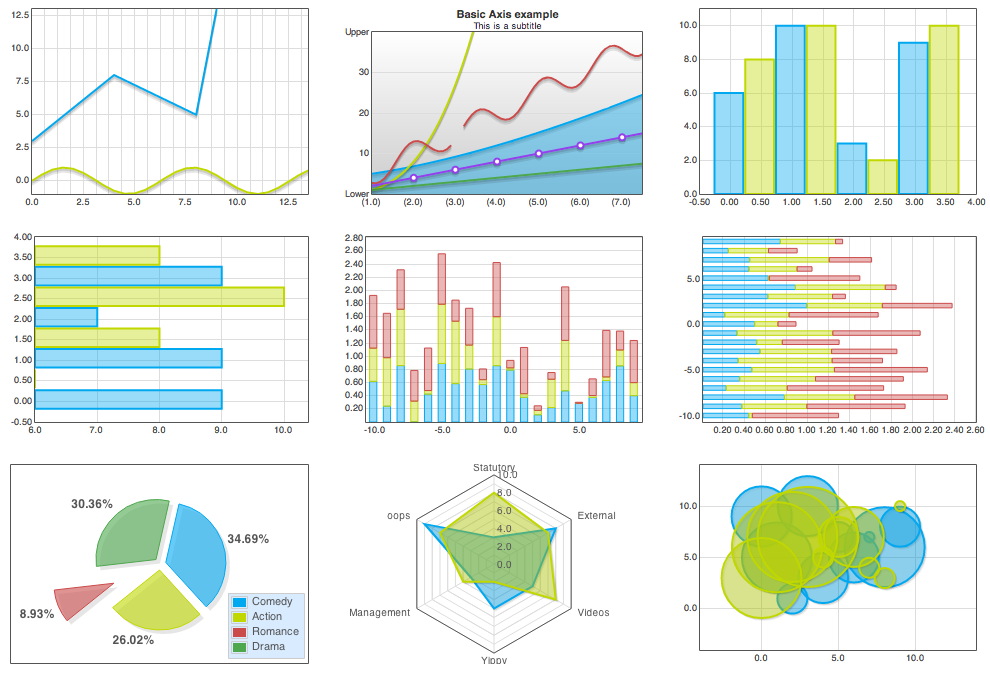 12.5
10.0
7.5
5.0
2.5
0.0
0.0 2.5 5.0 7.5 10.0 12.5
Basic Axis example
This is a subtitle
Upper
30
10
Lower
(1.0) (2.0) (3.0) (4.0) (5.0) (6.0) (7.0)
10.0
8.0
6.0
4.0
2.0
0.0
-0.50 0.00 0.50 1.00 1.50 2.00 2.50 3.00 3.50 4.00
4.00
3.50
3.00
2.50
2.00
1.50
1.00
0.50
0.00
-0.50
6.0 7.0 8.0 9.0 10.0
2.80
2.60
2.40
2.20
2.00
1.80
1.60
1.40
1.20
1.00
0.80
0.60
0.40
0.20
-10.0 -5.0 0.0 5.0
5.0
0.0
-5.0
-10.0
0.20 0.40 0.60 0.80 1.00 1.20 1.40 1.60 1.80 2.00 2.20 2.40 2.60
30.36%
34.69%
8.93%
26.02%
Comedy
Action
Romance
Drama
Statutory
10.0
8.0
oops
External
6.0
4.0
2.0
0.0
Management
Videos
Yippy
10.0
5.0
0.0
0.0 5.0 10.0